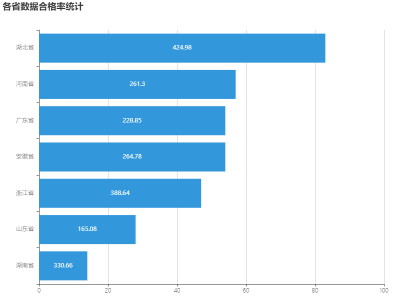 各省数据合格率统计
湖北省
424.98
河南省
261.3
广东省
228.85
安徽省
264.78
浙江省
388.64
山东省
165.08
湖南省
330.66
0
20
40
60
80
100